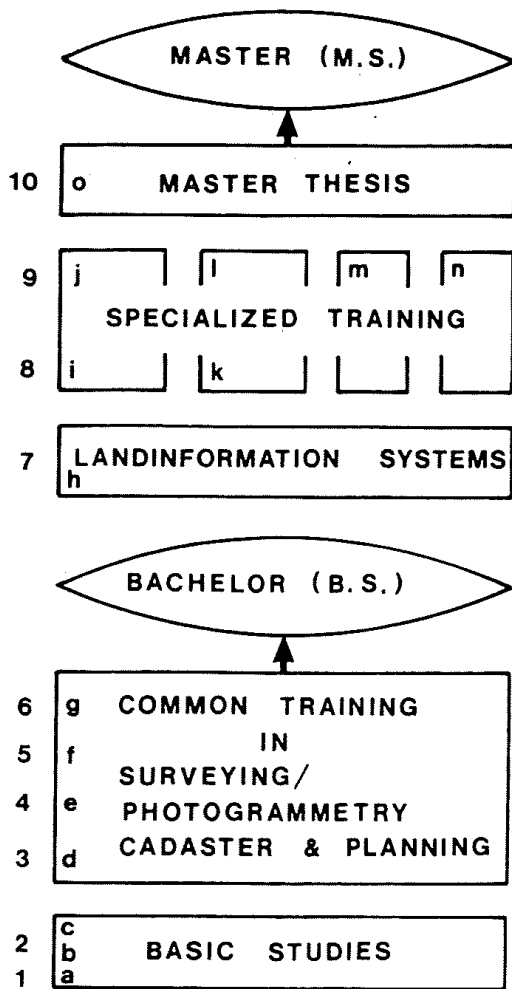 MASTER (M.S.)
10 o MASTER THESIS
9 j l m n
SPECIALIZED TRAINING
8 i k
7 LANDINFORMATION SYSTEMS
h
BACHELOR (B.S.)
6 g COMMON TRAINING
IN
5 f
SURVEYING/
4 e PHOTOGRAMMETRY
3 d CADASTER & PLANNING
c
2 b BASIC STUDIES
1 a